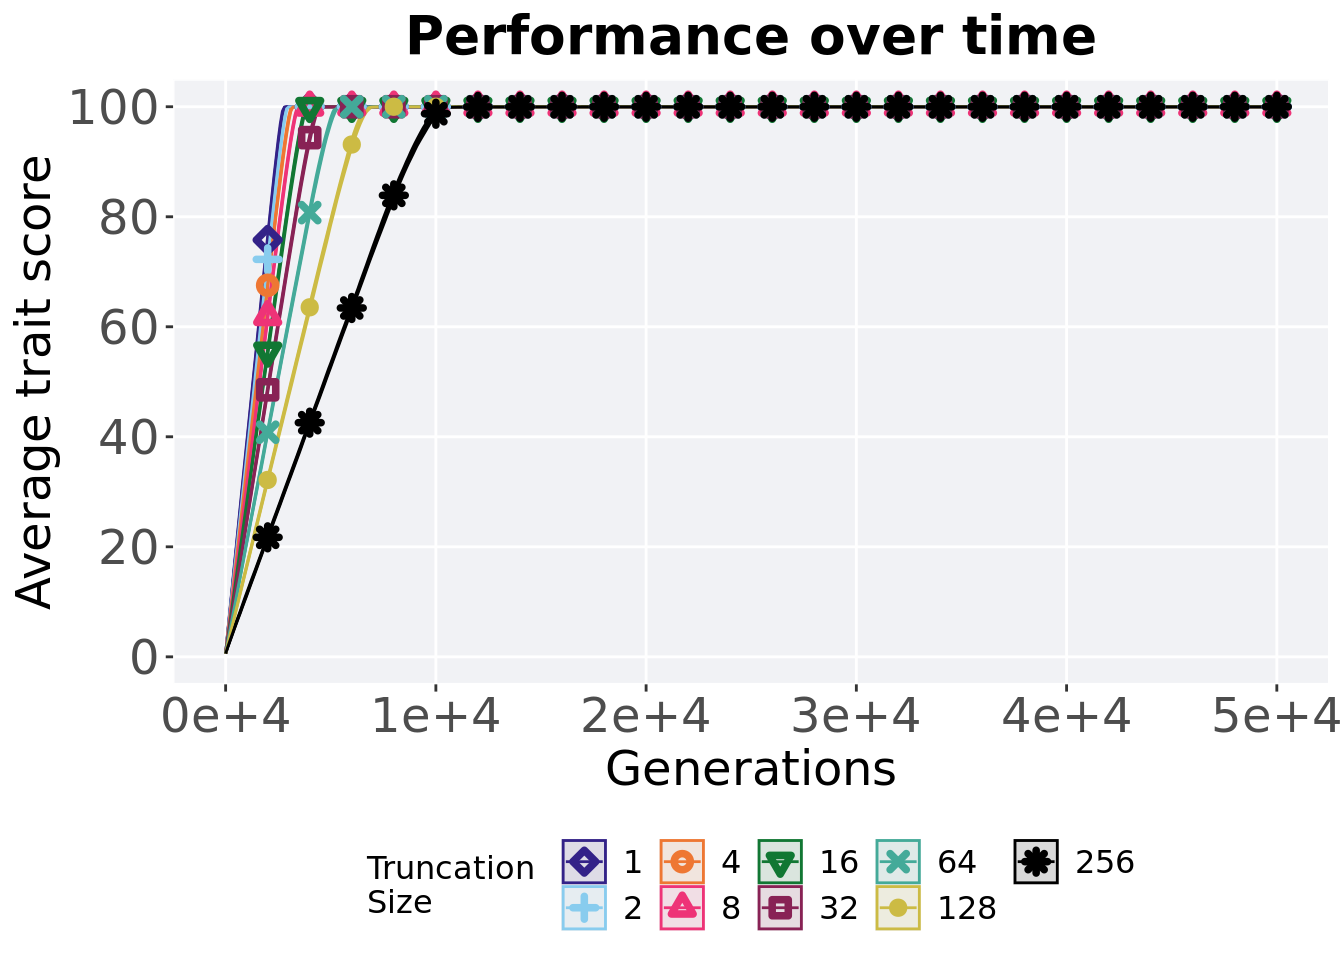 Performance over time
Average trait score
100
80
60
40
20
0
0e+4 1e+4 2e+4 3e+4 4e+4 5e+4
Generations
Truncation
Size
1 4 16 64 256
2 8 32 128